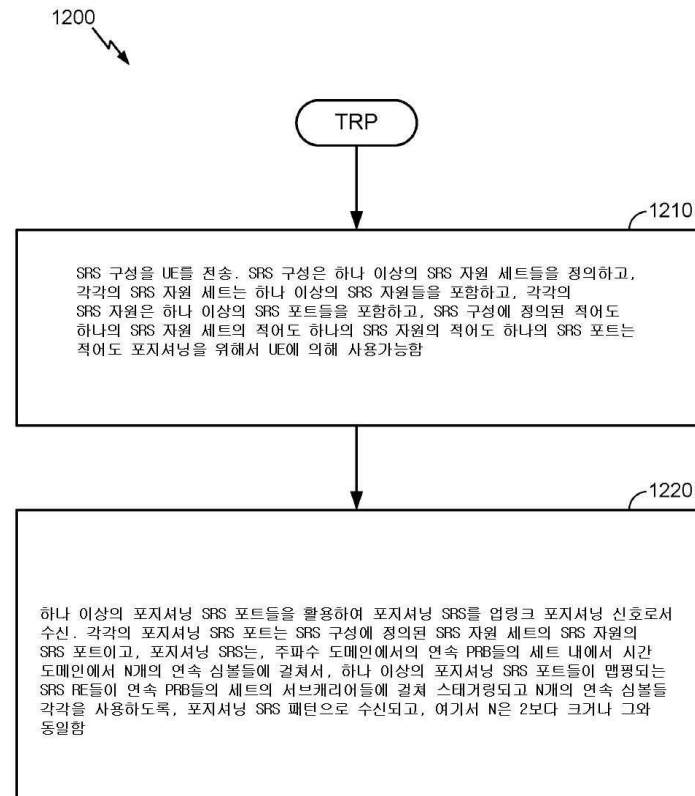 1200
TRP
1210
SRS 구성을 UE를 전송. SRS 구성은 하나 이상의 SRS 자원 세트들을 정의하고,
각각의 SRS 자원 세트는 하나 이상의 SRS 자원들을 포함하고, 각각의
SRS 자원은 하나 이상의 SRS 포트들을 포함하고, SRS 구성에 정의된 적어도
하나의 SRS 자원 세트의 적어도 하나의 SRS 자원의 적어도 하나의 SRS 포트는
적어도 포지셔닝을 위해서 UE에 의해 사용가능함
1220
하나 이상의 포지셔닝 SRS 포트들을 활용하여 포지셔닝 SRS를 업링크 포지셔닝 신호로서
수신. 각각의 포지셔닝 SRS 포트는 SRS 구성에 정의된 SRS 자원 세트의 SRS 자원의
SRS 포트이고, 포지셔닝 SRS는, 주파수 도메인에서의 연속 PRB들의 세트 내에서 시간
도메인에서 N개의 연속 심볼들에 걸쳐서, 하나 이상의 포지셔닝 SRS 포트들이 맵핑되는
SRS RE들이 연속 PRB들의 세트의 서브캐리어들에 걸쳐 스태거링되고 N개의 연속 심볼들
각각을 사용하도록, 포지셔닝 SRS 패턴으로 수신되고, 여기서 N은 2보다 크거나 그와
동일함